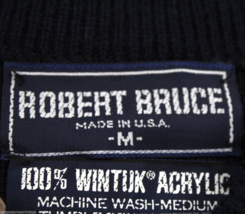 ROBERT BRUCE
MADE IN U.S.A.
-M-
100% WINTUK® ACRYLIC
MACHINE WASH-MEDIUM